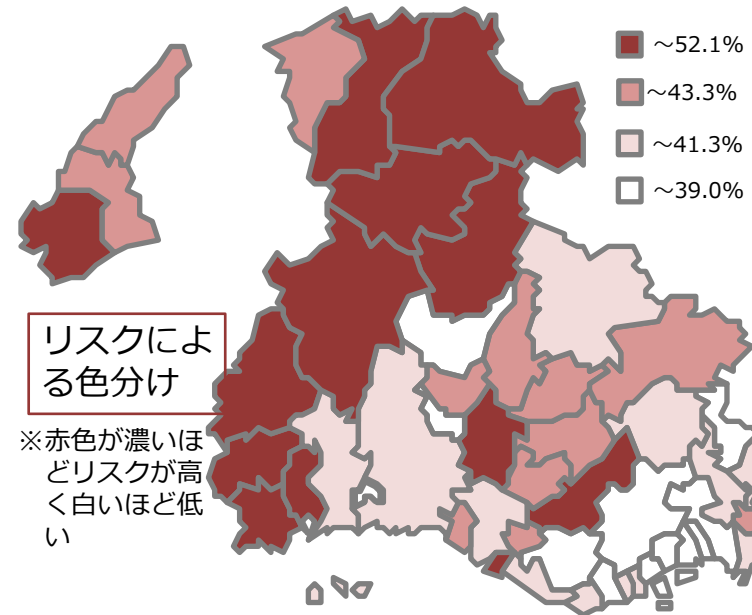 ～52.1%
～43.3%
～41.3%
～39.0%
リスクによ
る色分け
※赤色が濃いほ
どリスクが高
く白いほど低
い